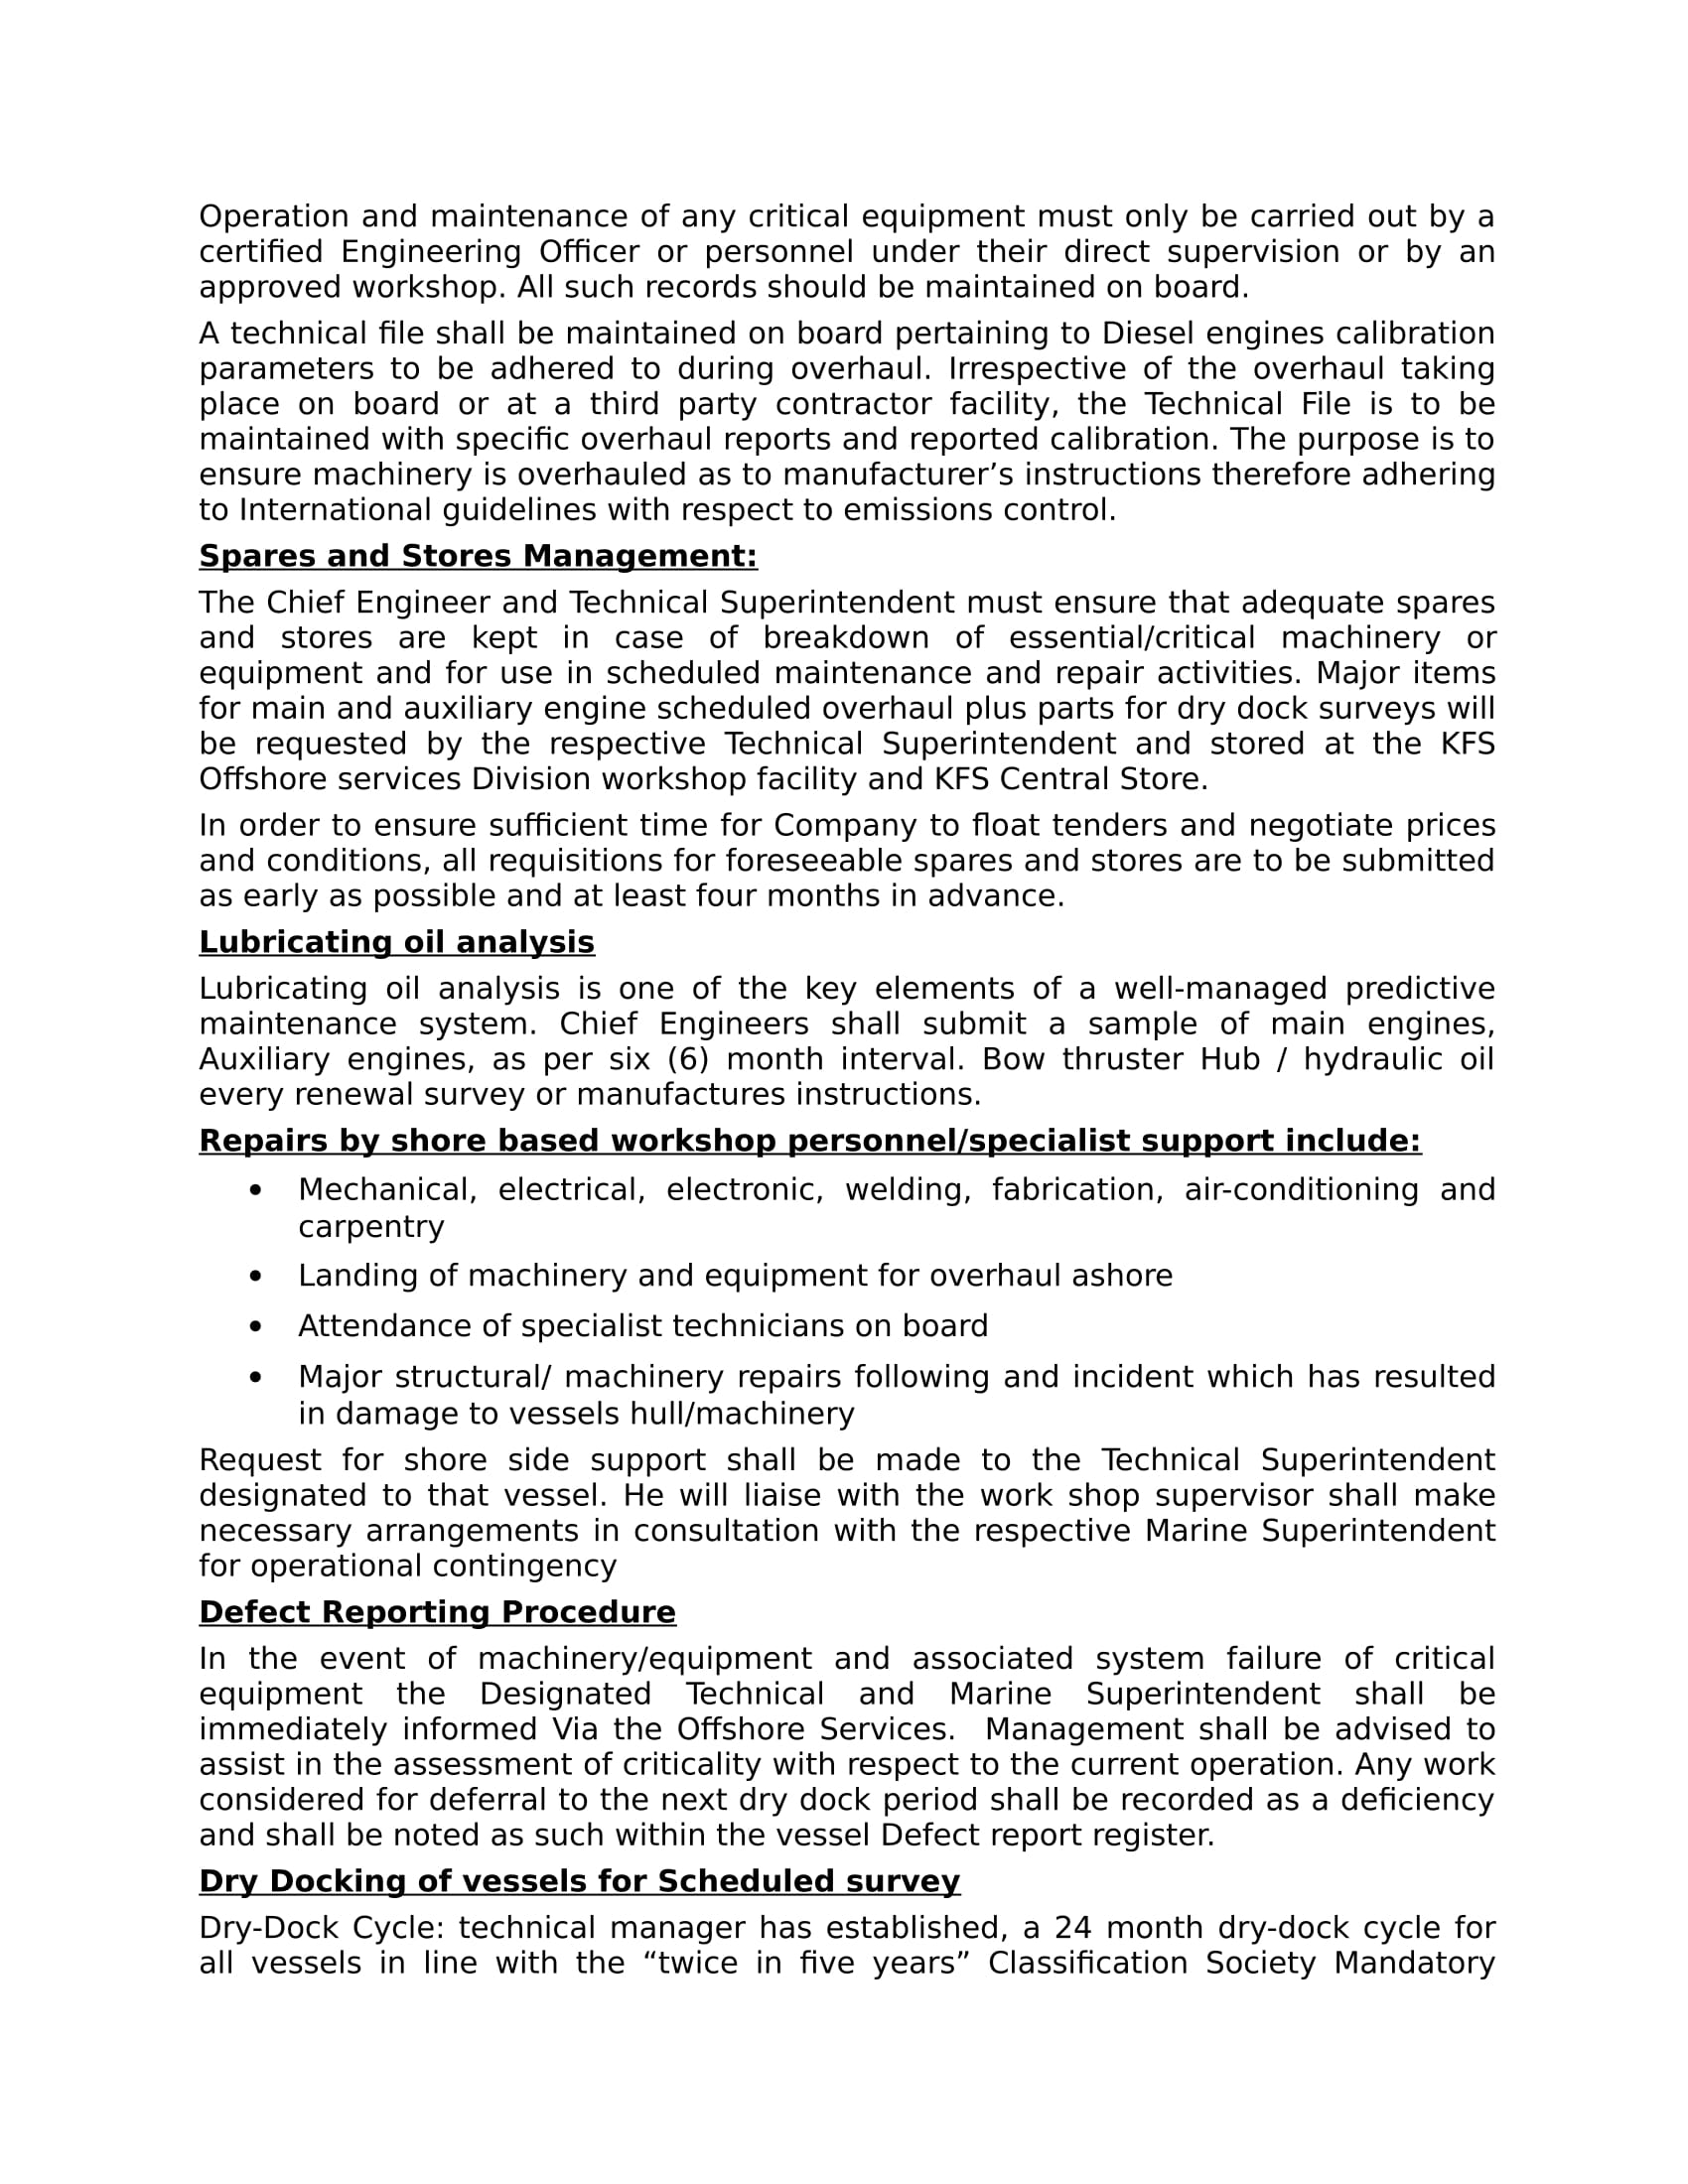 Operation and maintenance of any critical equipment must only be carried out by a
certified Engineering Officer or personnel under their direct supervision or by an
approved workshop. All such records should be maintained on board.
A technical file shall be maintained on board pertaining to Diesel engines calibration
parameters to be adhered to during overhaul. Irrespective of the overhaul taking
place on board or at a third party contractor facility, the Technical File is to be
maintained with specific overhaul reports and reported calibration. The purpose is to
ensure machinery is overhauled as to manufacturer’s instructions therefore adhering
to International guidelines with respect to emissions control.
Spares and Stores Management:
The Chief Engineer and Technical Superintendent must ensure that adequate spares
and stores are kept in case of breakdown of essential/critical machinery or
equipment and for use in scheduled maintenance and repair activities. Major items
for main and auxiliary engine scheduled overhaul plus parts for dry dock surveys will
be requested by the respective Technical Superintendent and stored at the KFS
Offshore services Division workshop facility and KFS Central Store.
In order to ensure sufficient time for Company to float tenders and negotiate prices
and conditions, all requisitions for foreseeable spares and stores are to be submitted
as early as possible and at least four months in advance.
Lubricating oil analysis
Lubricating oil analysis is one of the key elements of a well-managed predictive
maintenance system. Chief Engineers shall submit a sample of main engines,
Auxiliary engines, as per six (6) month interval. Bow thruster Hub / hydraulic oil
every renewal survey or manufactures instructions.
Repairs by shore based workshop personnel/specialist support include:
• Mechanical, electrical, electronic, welding, fabrication, air-conditioning and
carpentry
• Landing of machinery and equipment for overhaul ashore
• Attendance of specialist technicians on board
• Major structural/ machinery repairs following and incident which has resulted
in damage to vessels hull/machinery
Request for shore side support shall be made to the Technical Superintendent
designated to that vessel. He will liaise with the work shop supervisor shall make
necessary arrangements in consultation with the respective Marine Superintendent
for operational contingency
Defect Reporting Procedure
In the event of machinery/equipment and associated system failure of critical
equipment the Designated Technical and Marine Superintendent shall be
immediately informed Via the Offshore Services.  Management shall be advised to
assist in the assessment of criticality with respect to the current operation. Any work
considered for deferral to the next dry dock period shall be recorded as a deficiency
and shall be noted as such within the vessel Defect report register.
Dry Docking of vessels for Scheduled survey
Dry-Dock Cycle: technical manager has established, a 24 month dry-dock cycle for
all vessels in line with the “twice in five years” Classification Society Mandatory